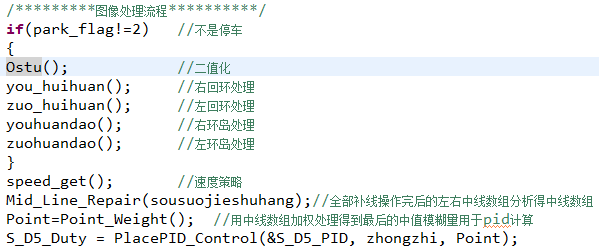 /*********图像处理流程**********/
if(park_flag!=2)   //不是停车
{
Ostu();            //二值化
you_huihuan();     //右回环处理
zuo_huihuan();     //左回环处理
youhuandao();      //右环岛处理
zuohuandao();      //左环岛处理
}
speed_get();       //速度策略
Mid_Line_Repair(sousuojieshuhang);//全部补线操作完后的左右中线数组分析得中线数组
Point=Point_Weight();  //用中线数组加权处理得到最后的中值模糊量用于pid计算
S_D5_Duty = PlacePID_Control(&S_D5_PID, zhongzhi, Point);